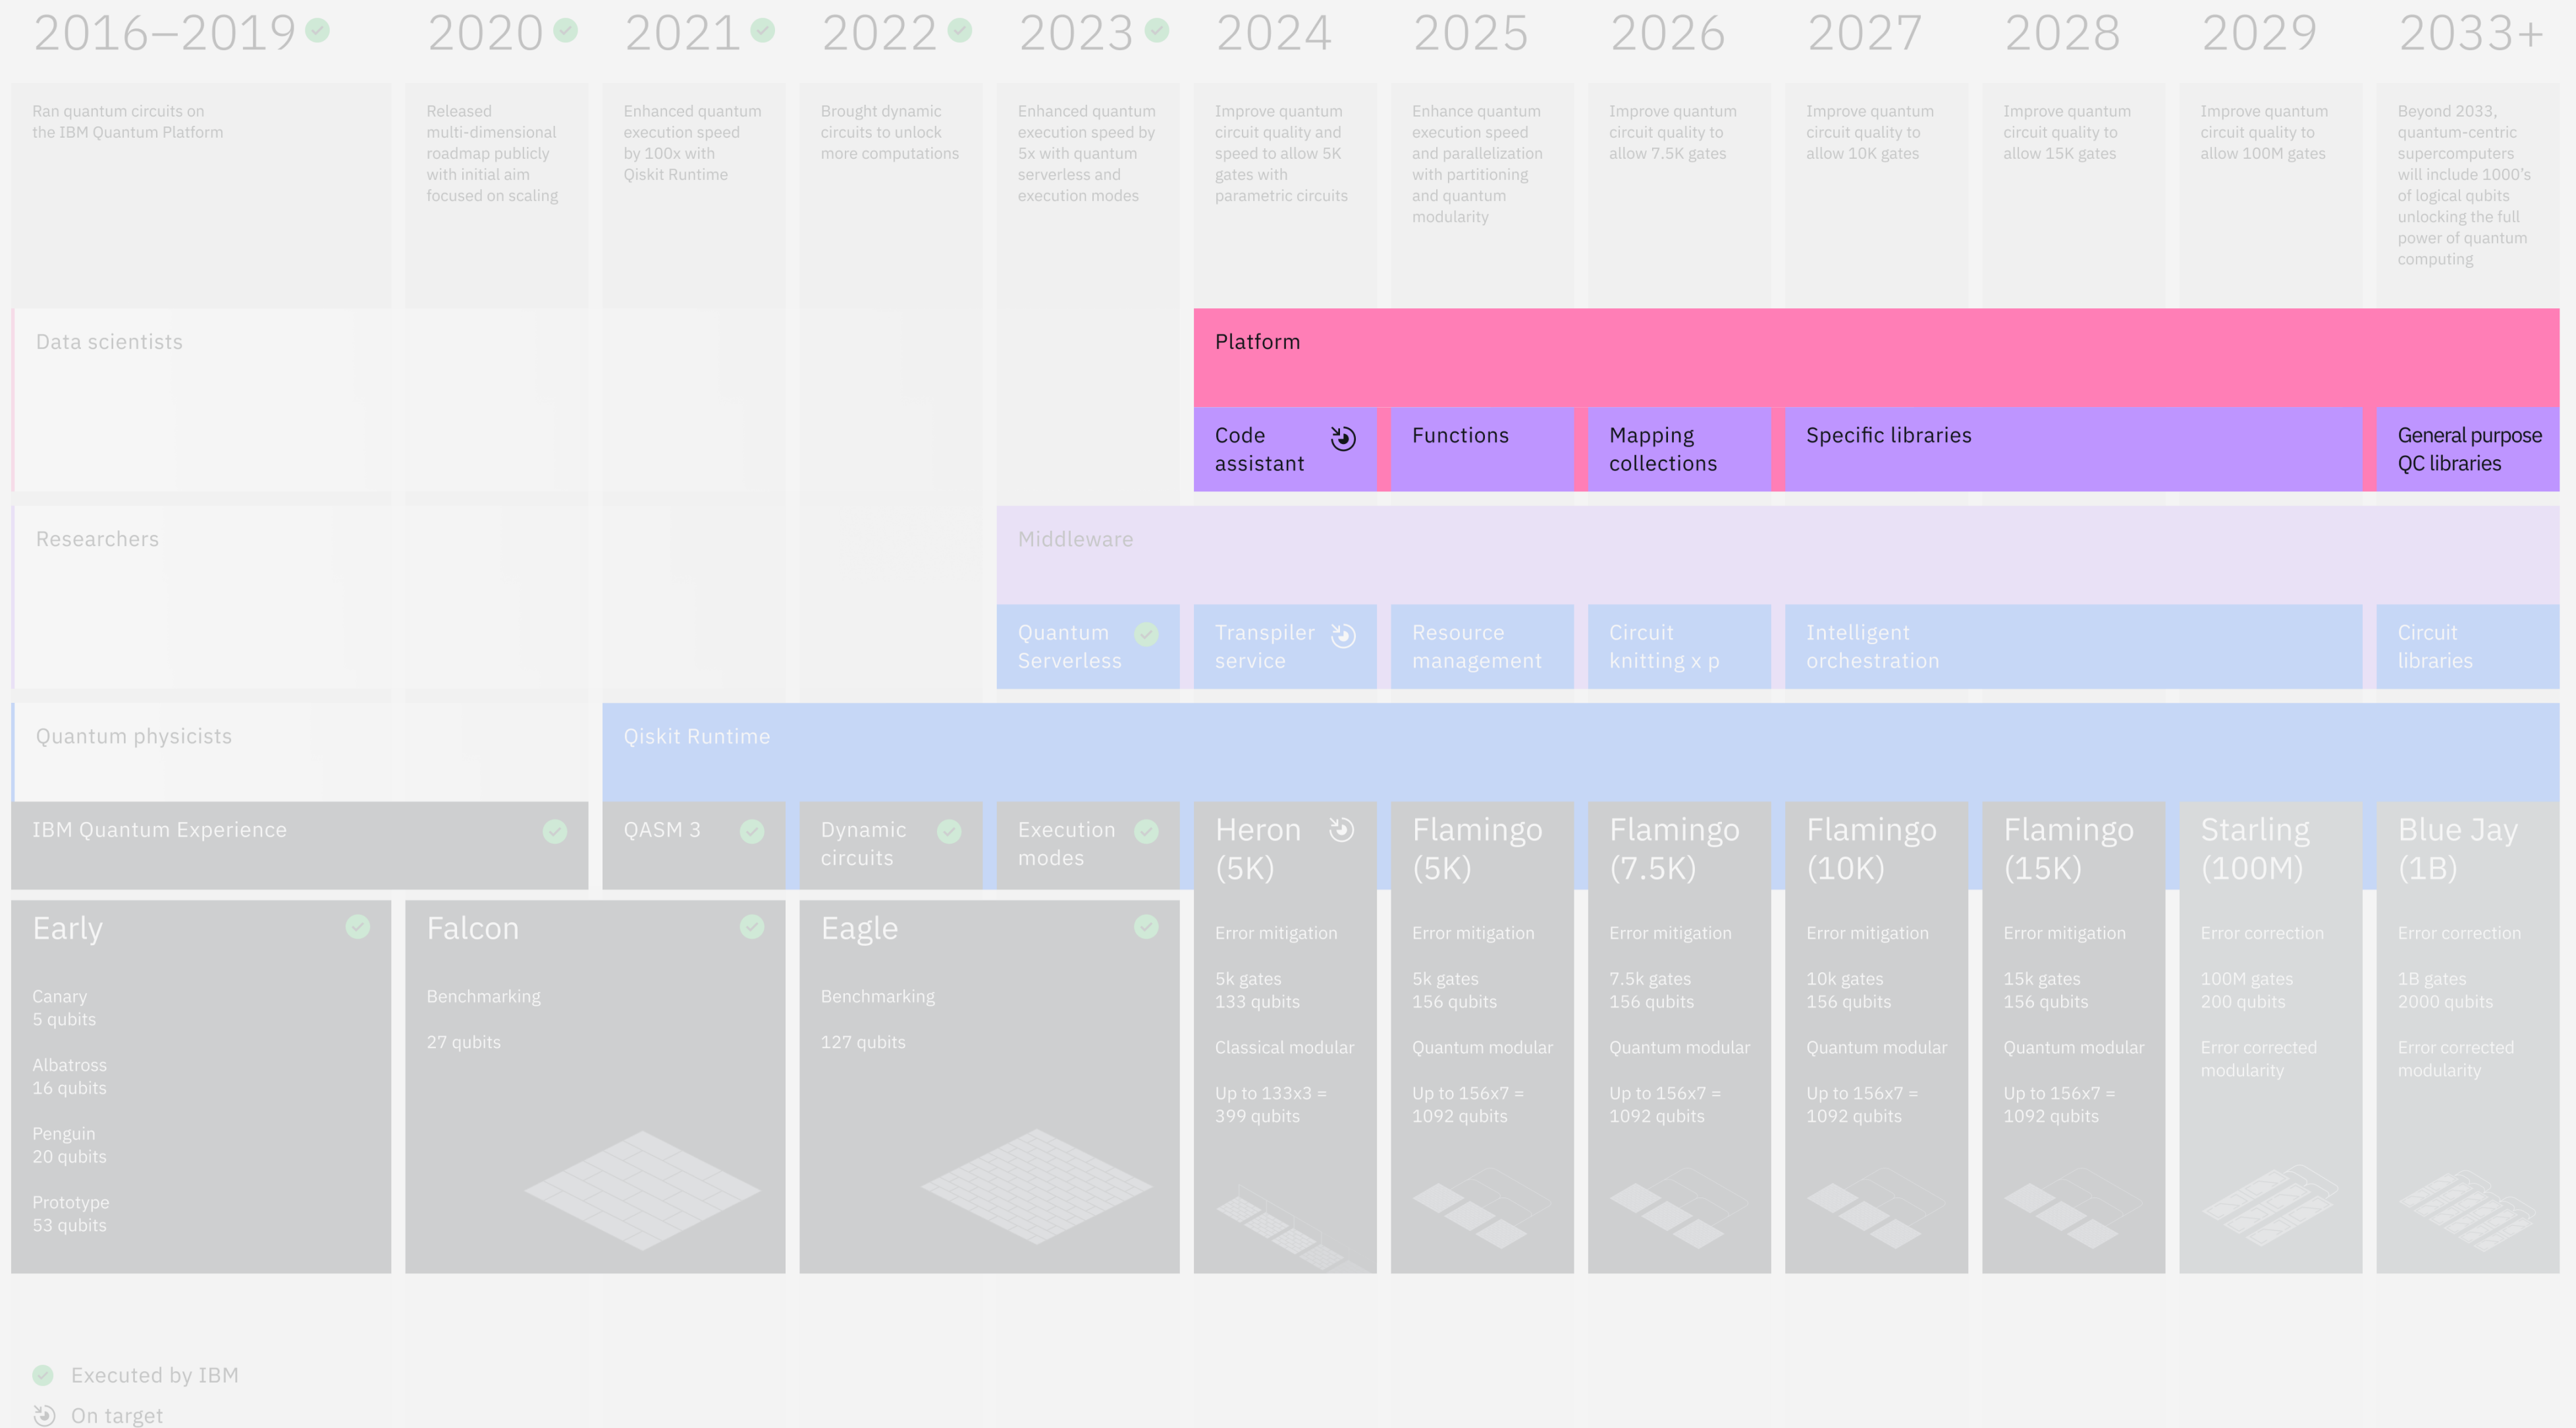 2016–2019
2020
2021
2022
2023
2024
2025
2026
2027
2028
2029
2033+
Ran quantum circuits on
the IBM Quantum Platform
Released
multi-dimensional
roadmap publicly
with initial aim
focused on scaling
Enhanced quantum
execution speed
by 100x with
Qiskit Runtime
Brought dynamic
circuits to unlock
more computations
Enhanced quantum
execution speed by
5x with quantum
serverless and
execution modes
Improve quantum
circuit quality and
speed to allow 5K
gates with
parametric circuits
Enhance quantum
execution speed
and parallelization
with partitioning
and quantum
modularity
Improve quantum
circuit quality to
allow 7.5K gates
Improve quantum
circuit quality to
allow 10K gates
Improve quantum
circuit quality to
allow 15K gates
Improve quantum
circuit quality to
allow 100M gates
Beyond 2033,
quantum-centric
supercomputers
will include 1000’s
of logical qubits
unlocking the full
power of quantum
computing
Data scientists
Platform
Code
assistant
Functions
Mapping
collections
Specific libraries
General purpose
QC libraries
Researchers
Middleware
Quantum
Serverless
Transpiler
service
Resource
management
Circuit
knitting x p
Intelligent
orchestration
Circuit
libraries
Quantum physicists
Qiskit Runtime
IBM Quantum Experience
QASM 3
Dynamic
circuits
Execution
modes
Early
Canary
5 qubits
Albatross
16 qubits
Penguin
20 qubits
Prototype
53 qubits
Falcon
Benchmarking
27 qubits
Eagle
Benchmarking
127 qubits
Heron
(5K)
Error mitigation
5k gates
133 qubits
Classical modular
Up to 133x3 =
399 qubits
Flamingo
(5K)
Error mitigation
5k gates
156 qubits
Quantum modular
Up to 156x7 =
1092 qubits
Flamingo
(7.5K)
Error mitigation
7.5k gates
156 qubits
Quantum modular
Up to 156x7 =
1092 qubits
Flamingo
(10K)
Error mitigation
10k gates
156 qubits
Quantum modular
Up to 156x7 =
1092 qubits
Flamingo
(15K)
Error mitigation
15k gates
156 qubits
Quantum modular
Up to 156x7 =
1092 qubits
Starling
(100M)
Error correction
100M gates
200 qubits
Error corrected
modularity
Blue Jay
(1B)
Error correction
1B gates
2000 qubits
Error corrected
modularity
Executed by IBM
On target